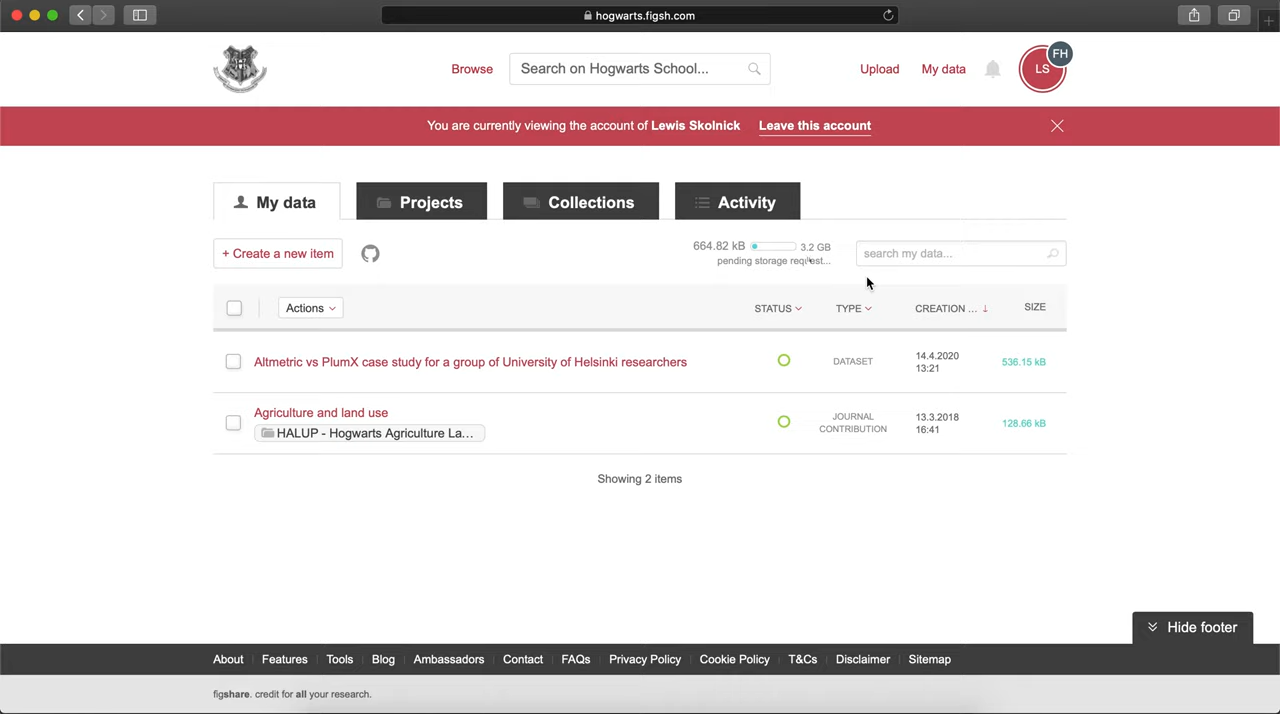 hogwarts.figsh.com
Browse
Search on Hogwarts School...
Upload
My data
LS
FH
You are currently viewing the account of Lewis Skolnick
Leave this account
My data
Projects
Collections
Activity
+ Create a new item
664.82 kB
3.2 GB
pending storage request...
search my data...
Actions
STATUS
TYPE
CREATION ...
SIZE
Altmetric vs PlumX case study for a group of University of Helsinki researchers
DATASET
14.4.2020
13:21
536.15 kB
Agriculture and land use
HALUP - Hogwarts Agriculture La...
JOURNAL
CONTRIBUTION
13.3.2018
16:41
128.66 kB
Showing 2 items
Hide footer
About
Features
Tools
Blog
Ambassadors
Contact
FAQs
Privacy Policy
Cookie Policy
T&Cs
Disclaimer
Sitemap
figshare. credit for all your research.